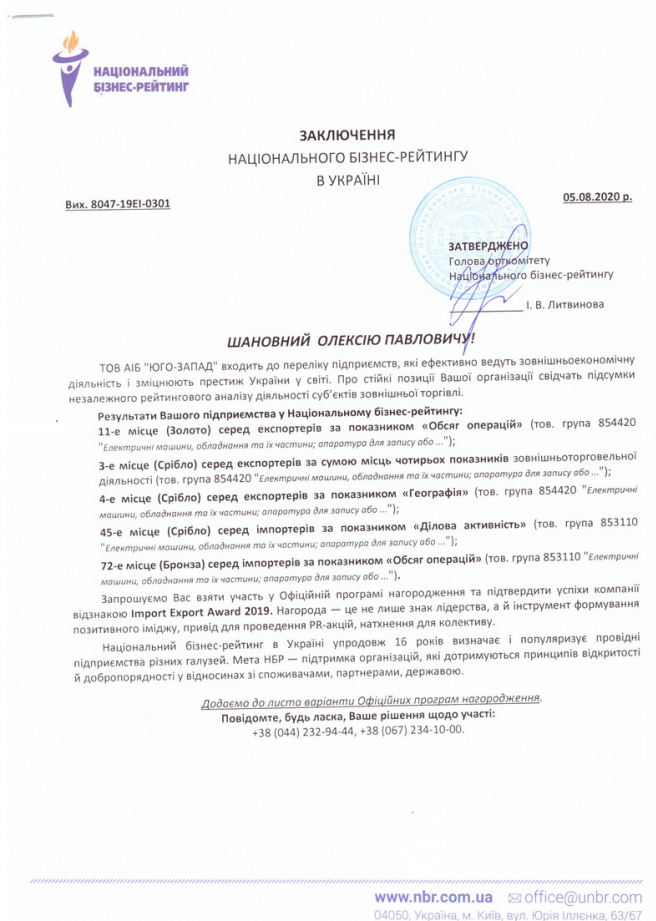 НАЦІОНАЛЬНИЙ
БІЗНЕС-РЕЙТИНГ
ЗАКЛЮЧЕННЯ
НАЦІОНАЛЬНОГО БІЗНЕС-РЕЙТИНГУ
В УКРАЇНІ
Вих. 8047-19ЕІ-0301
05.08.2020 р.
ЗАТВЕРДЖЕНО
Голова оргкомітету
Національного бізнес-рейтингу
____________ І. В. Литвинова
ШАНОВНИЙ ОЛЕКСІЮ ПАВЛОВИЧУ!
ТОВ АІБ "ЮГО-ЗАПАД" входить до переліку підприємств, які ефективно ведуть зовнішньоекономічну
діяльність і зміцнюють престиж України у світі. Про стійкі позиції Вашої організації свідчать підсумки
незалежного рейтингового аналізу діяльності суб'єктів зовнішньої торгівлі.
Результати Вашого підприємства у Національному бізнес-рейтингу:
11-е місце (Золото) серед експортерів за показником «Обсяг операцій» (тов. група 854420
"Електричні машини, обладнання та їх частини; апаратура для запису або ...");
3-е місце (Срібло) серед експортерів за сумою місць чотирьох показників зовнішньоторговельної
діяльності (тов. група 854420 "Електричні машини, обладнання та їх частини; апаратура для запису або ...");
4-е місце (Срібло) серед експортерів за показником «Географія» (тов. група 854420 "Електричні
машини, обладнання та їх частини; апаратура для запису або ...");
45-е місце (Срібло) серед імпортерів за показником «Ділова активність» (тов. група 853110
"Електричні машини, обладнання та їх частини; апаратура для запису або ...");
72-е місце (Бронза) серед імпортерів за показником «Обсяг операцій» (тов. група 853110 "Електричні
машини, обладнання та їх частини; апаратура для запису або ...").
Запрошуємо Вас взяти участь у Офіційній програмі нагородження та підтвердити успіхи компанії
відзнакою Import Export Award 2019. Нагорода — це не лише знак лідерства, а й інструмент формування
позитивного іміджу, привід для проведення PR-акцій, натхнення для колективу.
Національний бізнес-рейтинг в Україні упродовж 16 років визначає і популяризує провідні
підприємства різних галузей. Мета НБР — підтримка організацій, які дотримуються принципів відкритості
й добропорядності у відносинах зі споживачами, партнерами, державою.
Додаємо до листа варіанти Офіційних програм нагородження.
Повідомте, будь ласка, Ваше рішення щодо участі:
+38 (044) 232-94-44, +38 (067) 234-10-00.
www.nbr.com.ua office@unbr.com
04050, Україна, м. Київ, вул. Юрія Іллєнка, 63/67